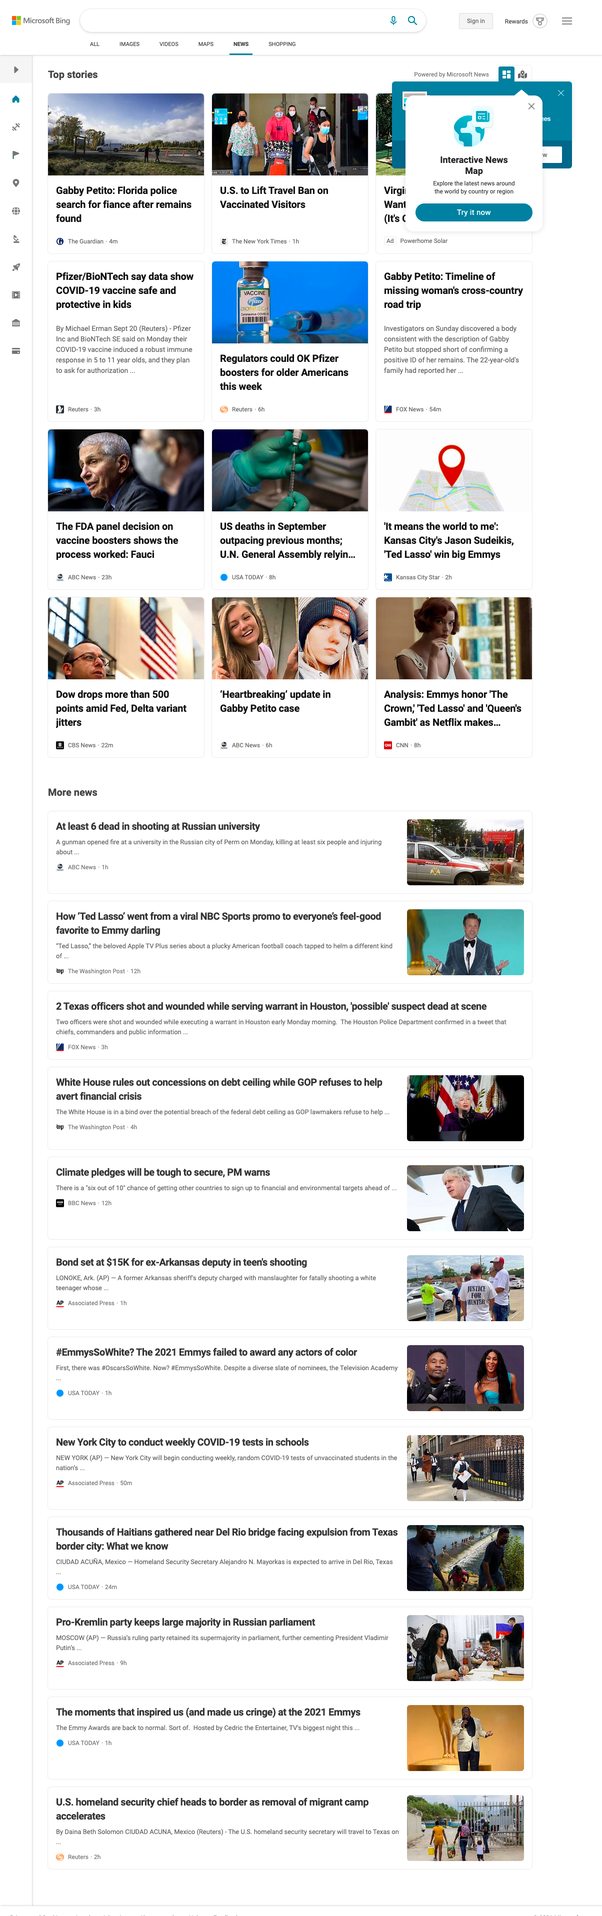 Microsoft Bing
Sign in
Rewards
ALL
IMAGES
VIDEOS
MAPS
NEWS
SHOPPING
Top stories
Powered by Microsoft News
Interactive News
Map
Explore the latest news around
the world by country or region
Try it now
Gabby Petito: Florida police
search for fiance after remains
found
The Guardian · 4m
U.S. to Lift Travel Ban on
Vaccinated Visitors
The New York Times · 1h
Want
(It's
Ad Powerhome Solar
Pfizer/BioNTech say data show
COVID-19 vaccine safe and
protective in kids
By Michael Erman Sept 20 (Reuters) - Pfizer
Inc and BioNTech SE said on Monday their
COVID-19 vaccine induced a robust immune
response in 5 to 11 year olds, and they plan
to ask for authorization ...
Reuters · 3h
VACCINE
Regulators could OK Pfizer
boosters for older Americans
this week
Reuters · 6h
Gabby Petito: Timeline of
missing woman's cross-country
road trip
Investigators on Sunday discovered a body
consistent with the description of Gabby
Petito but stopped short of confirming a
positive ID of her remains. The 22-year-old's
family had reported her ...
FOX News · 54m
The FDA panel decision on
vaccine boosters shows the
process worked: Fauci
ABC News · 23h
US deaths in September
outpacing previous months;
U.N. General Assembly relyin...
USA TODAY · 8h
'It means the world to me':
Kansas City's Jason Sudeikis,
'Ted Lasso' win big Emmys
Kansas City Star · 2h
Dow drops more than 500
points amid Fed, Delta variant
jitters
CBS News · 22m
'Heartbreaking' update in
Gabby Petito case
ABC News · 6h
Analysis: Emmys honor 'The
Crown,' 'Ted Lasso' and 'Queen's
Gambit' as Netflix makes...
CNN · 8h
More news
At least 6 dead in shooting at Russian university
A gunman opened fire at a university in the Russian city of Perm on Monday, killing at least six people and injuring
about ...
ABC News · 1h
How 'Ted Lasso' went from a viral NBC Sports promo to everyone's feel-good
favorite to Emmy darling
"Ted Lasso," the beloved Apple TV Plus series about a plucky American football coach tapped to helm a different kind
of ...
The Washington Post · 12h
2 Texas officers shot and wounded while serving warrant in Houston, 'possible' suspect dead at scene
Two officers were shot and wounded while executing a warrant in Houston early Monday morning. The Houston Police Department confirmed in a tweet that
chiefs, commanders and public information ...
FOX News · 3h
White House rules out concessions on debt ceiling while GOP refuses to help
avert financial crisis
The White House is in a bind over the potential breach of the federal debt ceiling as GOP lawmakers refuse to help ...
The Washington Post · 4h
Climate pledges will be tough to secure, PM warns
There is a "six out of 10" chance of getting other countries to sign up to financial and environmental targets ahead of ...
BBC News · 12h
Bond set at $15K for ex-Arkansas deputy in teen's shooting
LONOKE, Ark. (AP) — A former Arkansas sheriff's deputy charged with manslaughter for fatally shooting a white
teenager whose ...
AP Associated Press · 1h
JUSTICE
FOR
HUNTER
#EmmysSoWhite? The 2021 Emmys failed to award any actors of color
First, there was #OscarsSoWhite. Now? #EmmysSoWhite. Despite a diverse slate of nominees, the Television Academy
...
USA TODAY · 1h
New York City to conduct weekly COVID-19 tests in schools
NEW YORK (AP) — New York City will begin conducting weekly, random COVID-19 tests of unvaccinated students in the
nation's ...
AP Associated Press · 50m
Thousands of Haitians gathered near Del Rio bridge facing expulsion from Texas
border city: What we know
CIUDAD ACUÑA, Mexico — Homeland Security Secretary Alejandro N. Mayorkas is expected to arrive in Del Rio, Texas
...
USA TODAY · 24m
Pro-Kremlin party keeps large majority in Russian parliament
MOSCOW (AP) — Russia's ruling party retained its supermajority in parliament, further cementing President Vladimir
Putin's ...
AP Associated Press · 9h
The moments that inspired us (and made us cringe) at the 2021 Emmys
The Emmy Awards are back to normal. Sort of. Hosted by Cedric the Entertainer, TV's biggest night this ...
USA TODAY · 1h
U.S. homeland security chief heads to border as removal of migrant camp
accelerates
By Daina Beth Solomon CIUDAD ACUNA, Mexico (Reuters) - The U.S. homeland security secretary will travel to Texas on
...
Reuters · 2h